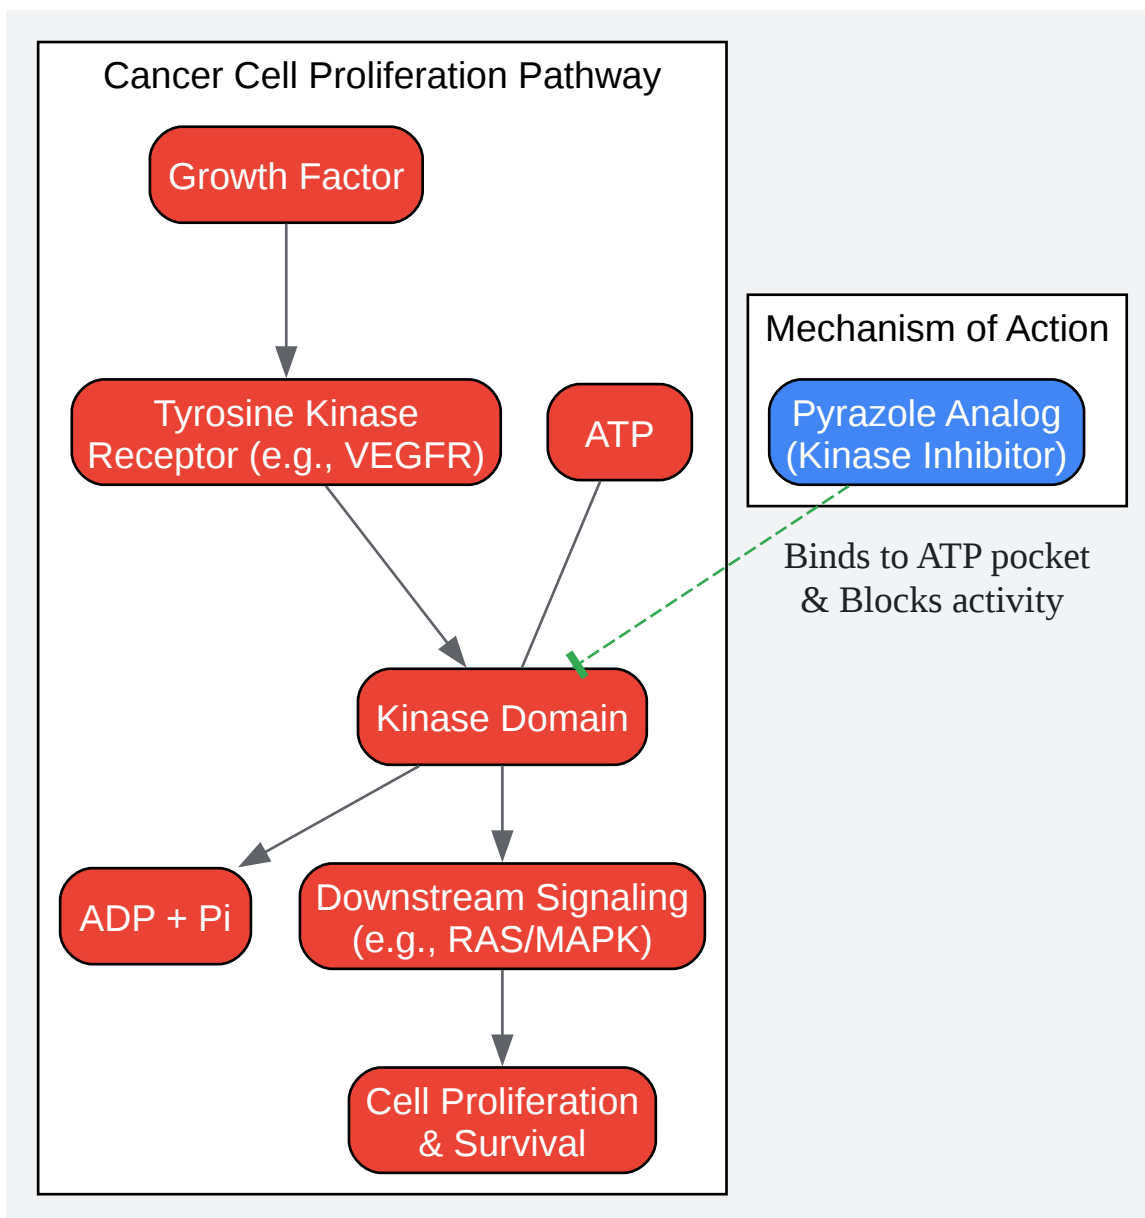 Cancer Cell Proliferation Pathway
Growth Factor
Mechanism of Action
Tyrosine Kinase
Receptor (e.g., VEGFR)
ATP
Pyrazole Analog
(Kinase Inhibitor)
Binds to ATP pocket
& Blocks activity
Kinase Domain
ADP + Pi
Downstream Signaling
(e.g., RAS/MAPK)
Cell Proliferation
& Survival